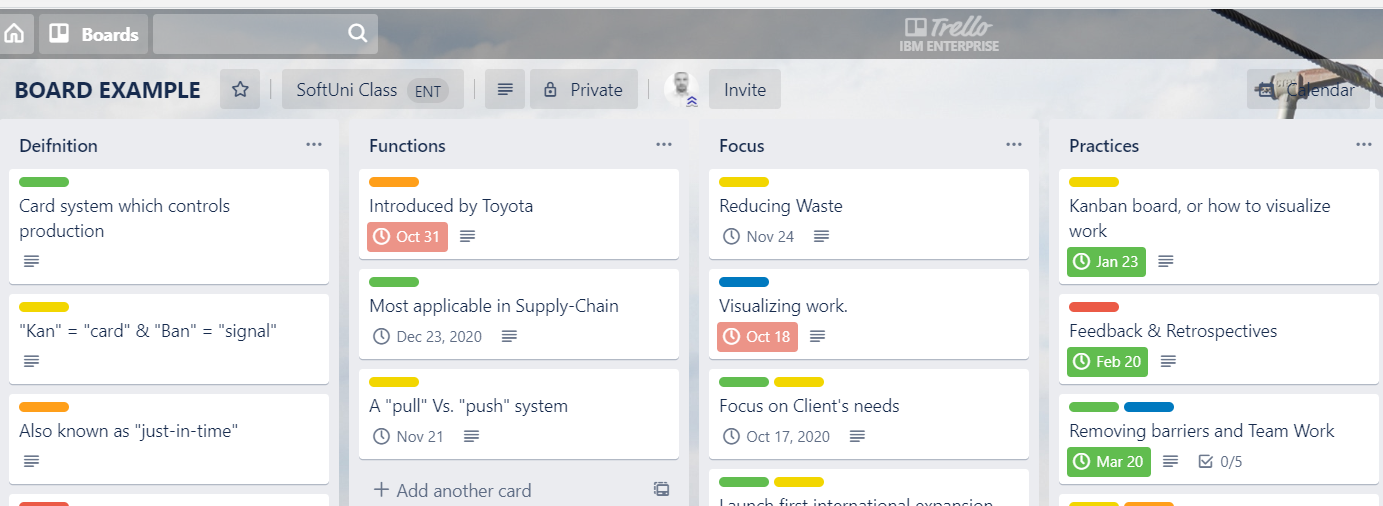 Boards
Trello
IBM ENTERPRISE
BOARD EXAMPLE
SoftUni Class ENT
Private
Invite
Calendar
Deifnition
Card system which controls
production
"Kan" = "card" & "Ban" = "signal"
Also known as "just-in-time"
Functions
Introduced by Toyota
Oct 31
Most applicable in Supply-Chain
Dec 23, 2020
A "pull" Vs. "push" system
Nov 21
+ Add another card
Focus
Reducing Waste
Nov 24
Visualizing work.
Oct 18
Focus on Client's needs
Oct 17, 2020
Launch first international expansion
Practices
Kanban board, or how to visualize
work
Jan 23
Feedback & Retrospectives
Feb 20
Removing barriers and Team Work
Mar 20
0/5